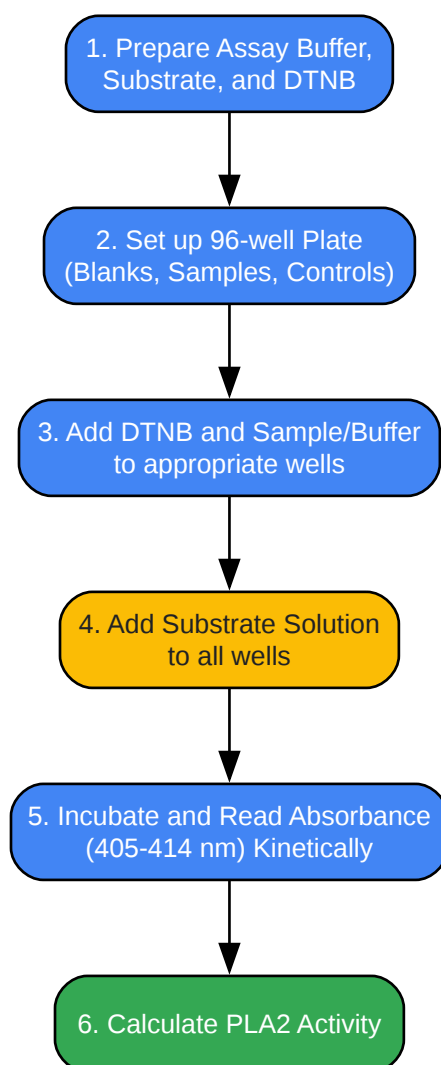 1. Prepare Assay Buffer,
Substrate, and DTNB
2. Set up 96-well Plate
(Blanks, Samples, Controls)
3. Add DTNB and Sample/Buffer
to appropriate wells
4. Add Substrate Solution
to all wells
5. Incubate and Read Absorbance
(405-414 nm) Kinetically
6. Calculate PLA2 Activity